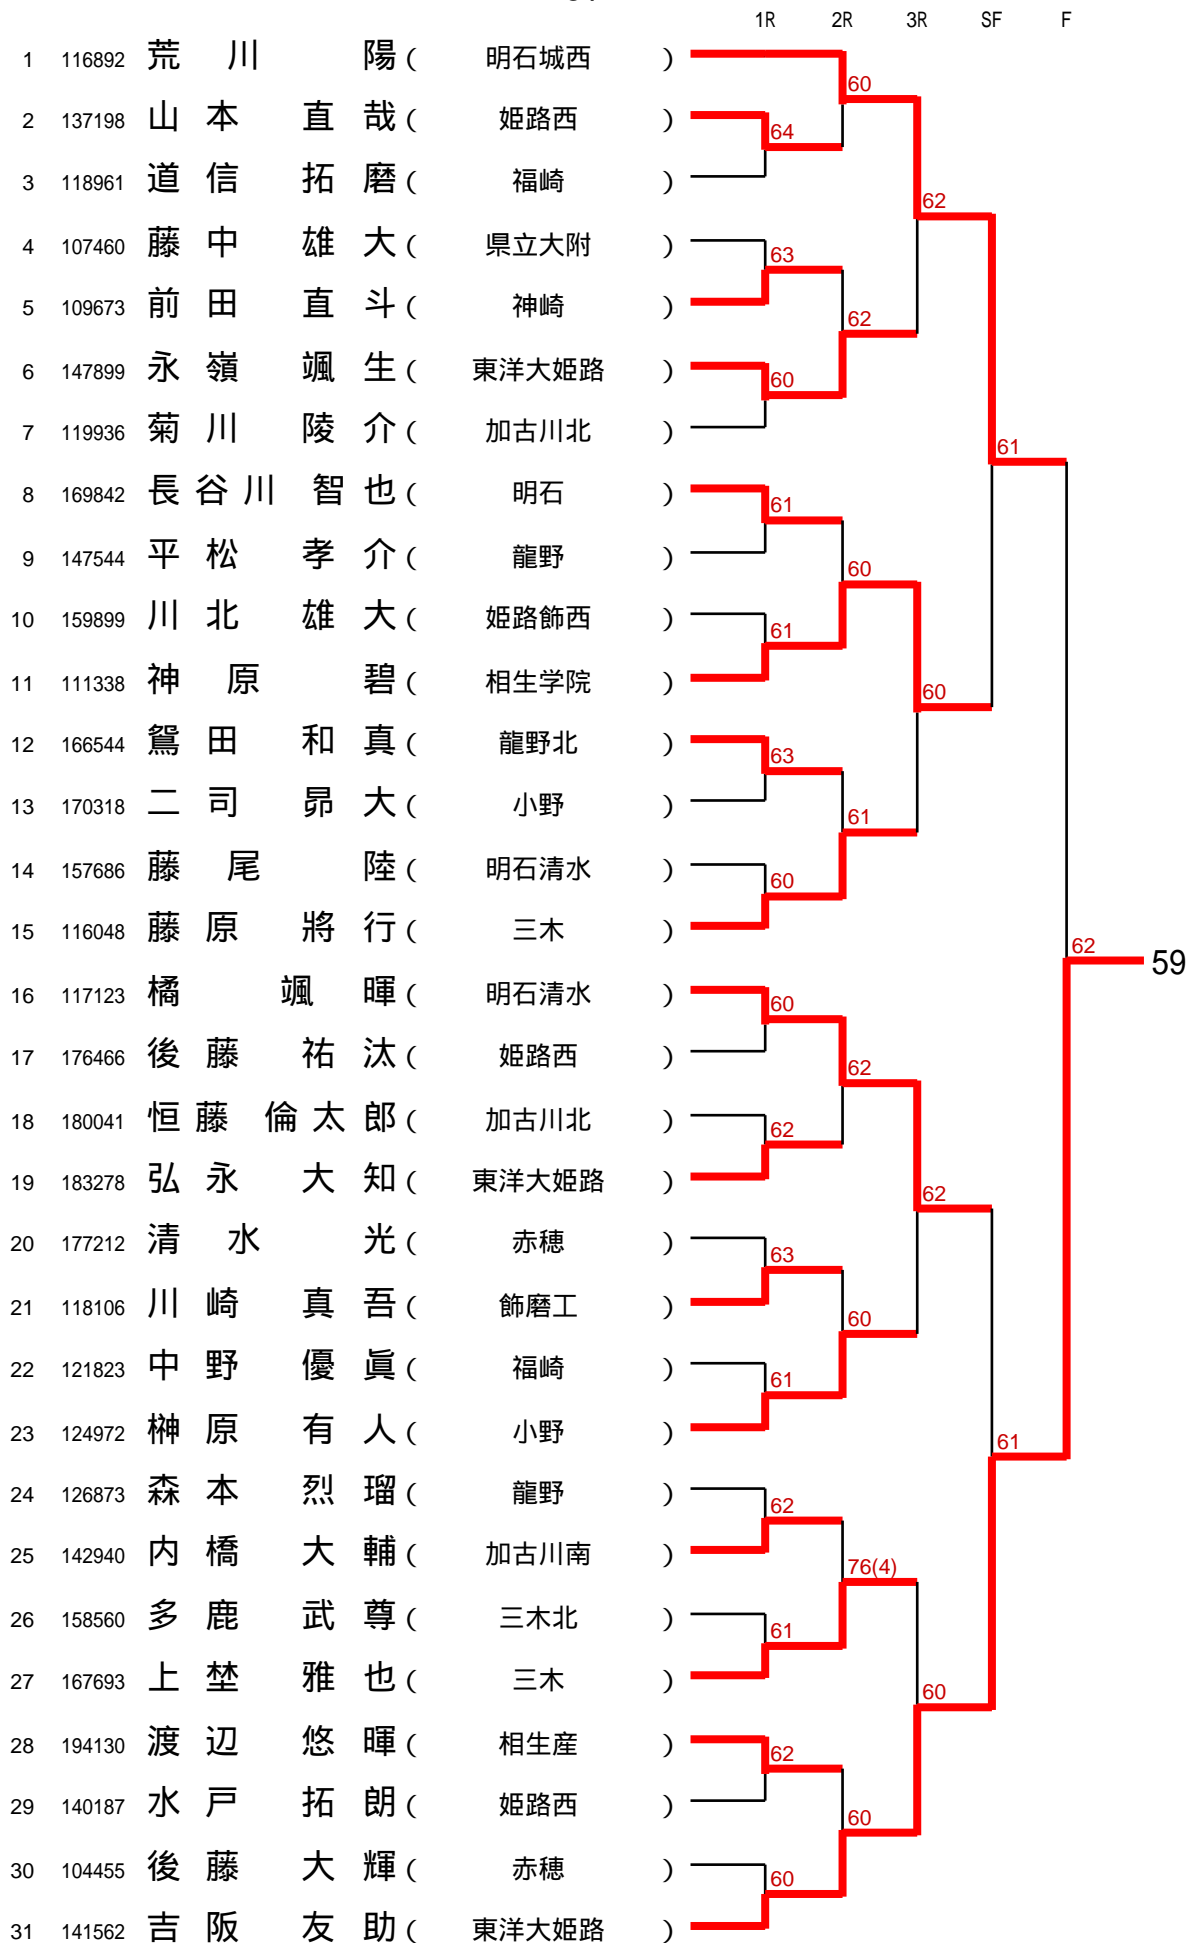 1R 2R 3R SF F
1 116892 荒川 陽 ( 明石城西 )
60
2 137198 山本 直哉 ( 姫路西 )
64
3 118961 道信 拓磨 ( 福崎 )
62
4 107460 藤中 雄大 ( 県立大附 )
63
5 109673 前田 直斗 ( 神崎 )
62
6 147899 永嶺 颯生 ( 東洋大姫路 )
60
7 119936 菊川 陵介 ( 加古川北 )
61
8 169842 長谷川 智也 ( 明石 )
61
9 147544 平松 孝介 ( 龍野 )
60
10 159899 川北 雄大 ( 姫路飾西 )
61
11 111338 神原 碧 ( 相生学院 )
60
12 166544 鴛田 和真 ( 龍野北 )
63
13 170318 二司 昴大 ( 小野 )
61
14 157686 藤尾 陸 ( 明石清水 )
60
15 116048 藤原 將行 ( 三木 )
62 59
16 117123 橘 颯暉 ( 明石清水 )
60
17 176466 後藤 祐汰 ( 姫路西 )
62
18 180041 恒藤 倫太郎 ( 加古川北 )
62
19 183278 弘永 大知 ( 東洋大姫路 )
62
20 177212 清水 光 ( 赤穂 )
63
21 118106 川崎 真吾 ( 飾磨工 )
60
22 121823 中野 優眞 ( 福崎 )
61
23 124972 榊原 有人 ( 小野 )
61
24 126873 森本 烈瑠 ( 龍野 )
62
25 142940 内橋 大輔 ( 加古川南 )
76(4)
26 158560 多鹿 武尊 ( 三木北 )
61
27 167693 上埜 雅也 ( 三木 )
60
28 194130 渡辺 悠暉 ( 相生産 )
62
29 140187 水戸 拓朗 ( 姫路西 )
60
30 104455 後藤 大輝 ( 赤穂 )
60
31 141562 吉阪 友助 ( 東洋大姫路 )